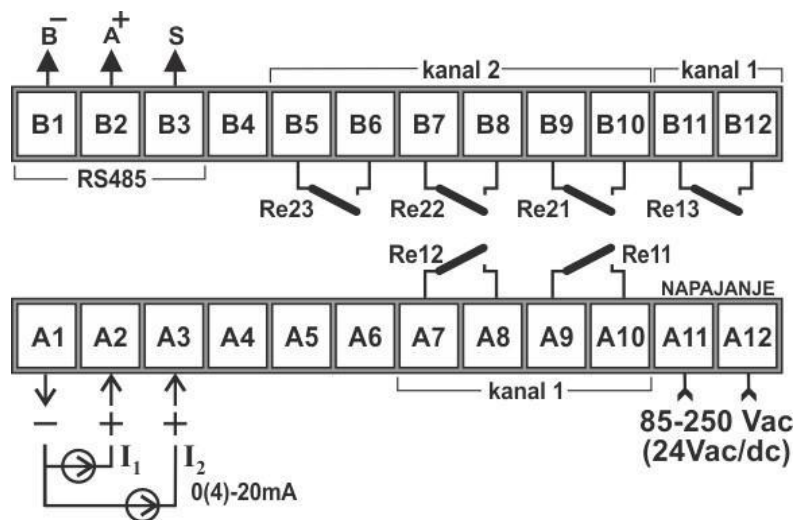 B⁻ A⁺ S
kanal 2 kanal 1
B1 B2 B3 B4 B5 B6 B7 B8 B9 B10 B11 B12
RS485
Re23 Re22 Re21 Re13
Re12 Re11
NAPAJANJE
A1 A2 A3 A4 A5 A6 A7 A8 A9 A10 A11 A12
kanal 1
− + +
85-250 Vac
(24Vac/dc)
I₁ I₂
0(4)-20mA